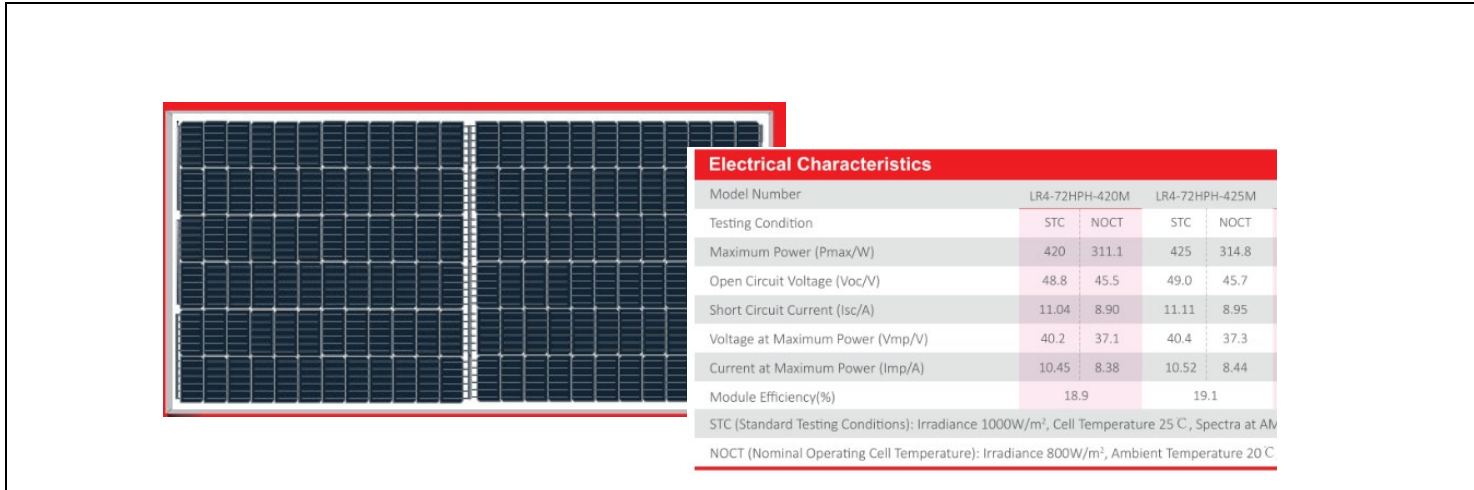 Electrical Characteristics
Model Number LR4-72HPH-420M LR4-72HPH-425M
Testing Condition STC NOCT STC NOCT
Maximum Power (Pmax/W) 420 311.1 425 314.8
Open Circuit Voltage (Voc/V) 48.8 45.5 49.0 45.7
Short Circuit Current (Isc/A) 11.04 8.90 11.11 8.95
Voltage at Maximum Power (Vmp/V) 40.2 37.1 40.4 37.3
Current at Maximum Power (Imp/A) 10.45 8.38 10.52 8.44
Module Efficiency(%) 18.9 19.1
STC (Standard Testing Conditions): Irradiance 1000W/m², Cell Temperature 25℃, Spectra at AM
NOCT (Nominal Operating Cell Temperature): Irradiance 800W/m², Ambient Temperature 20℃